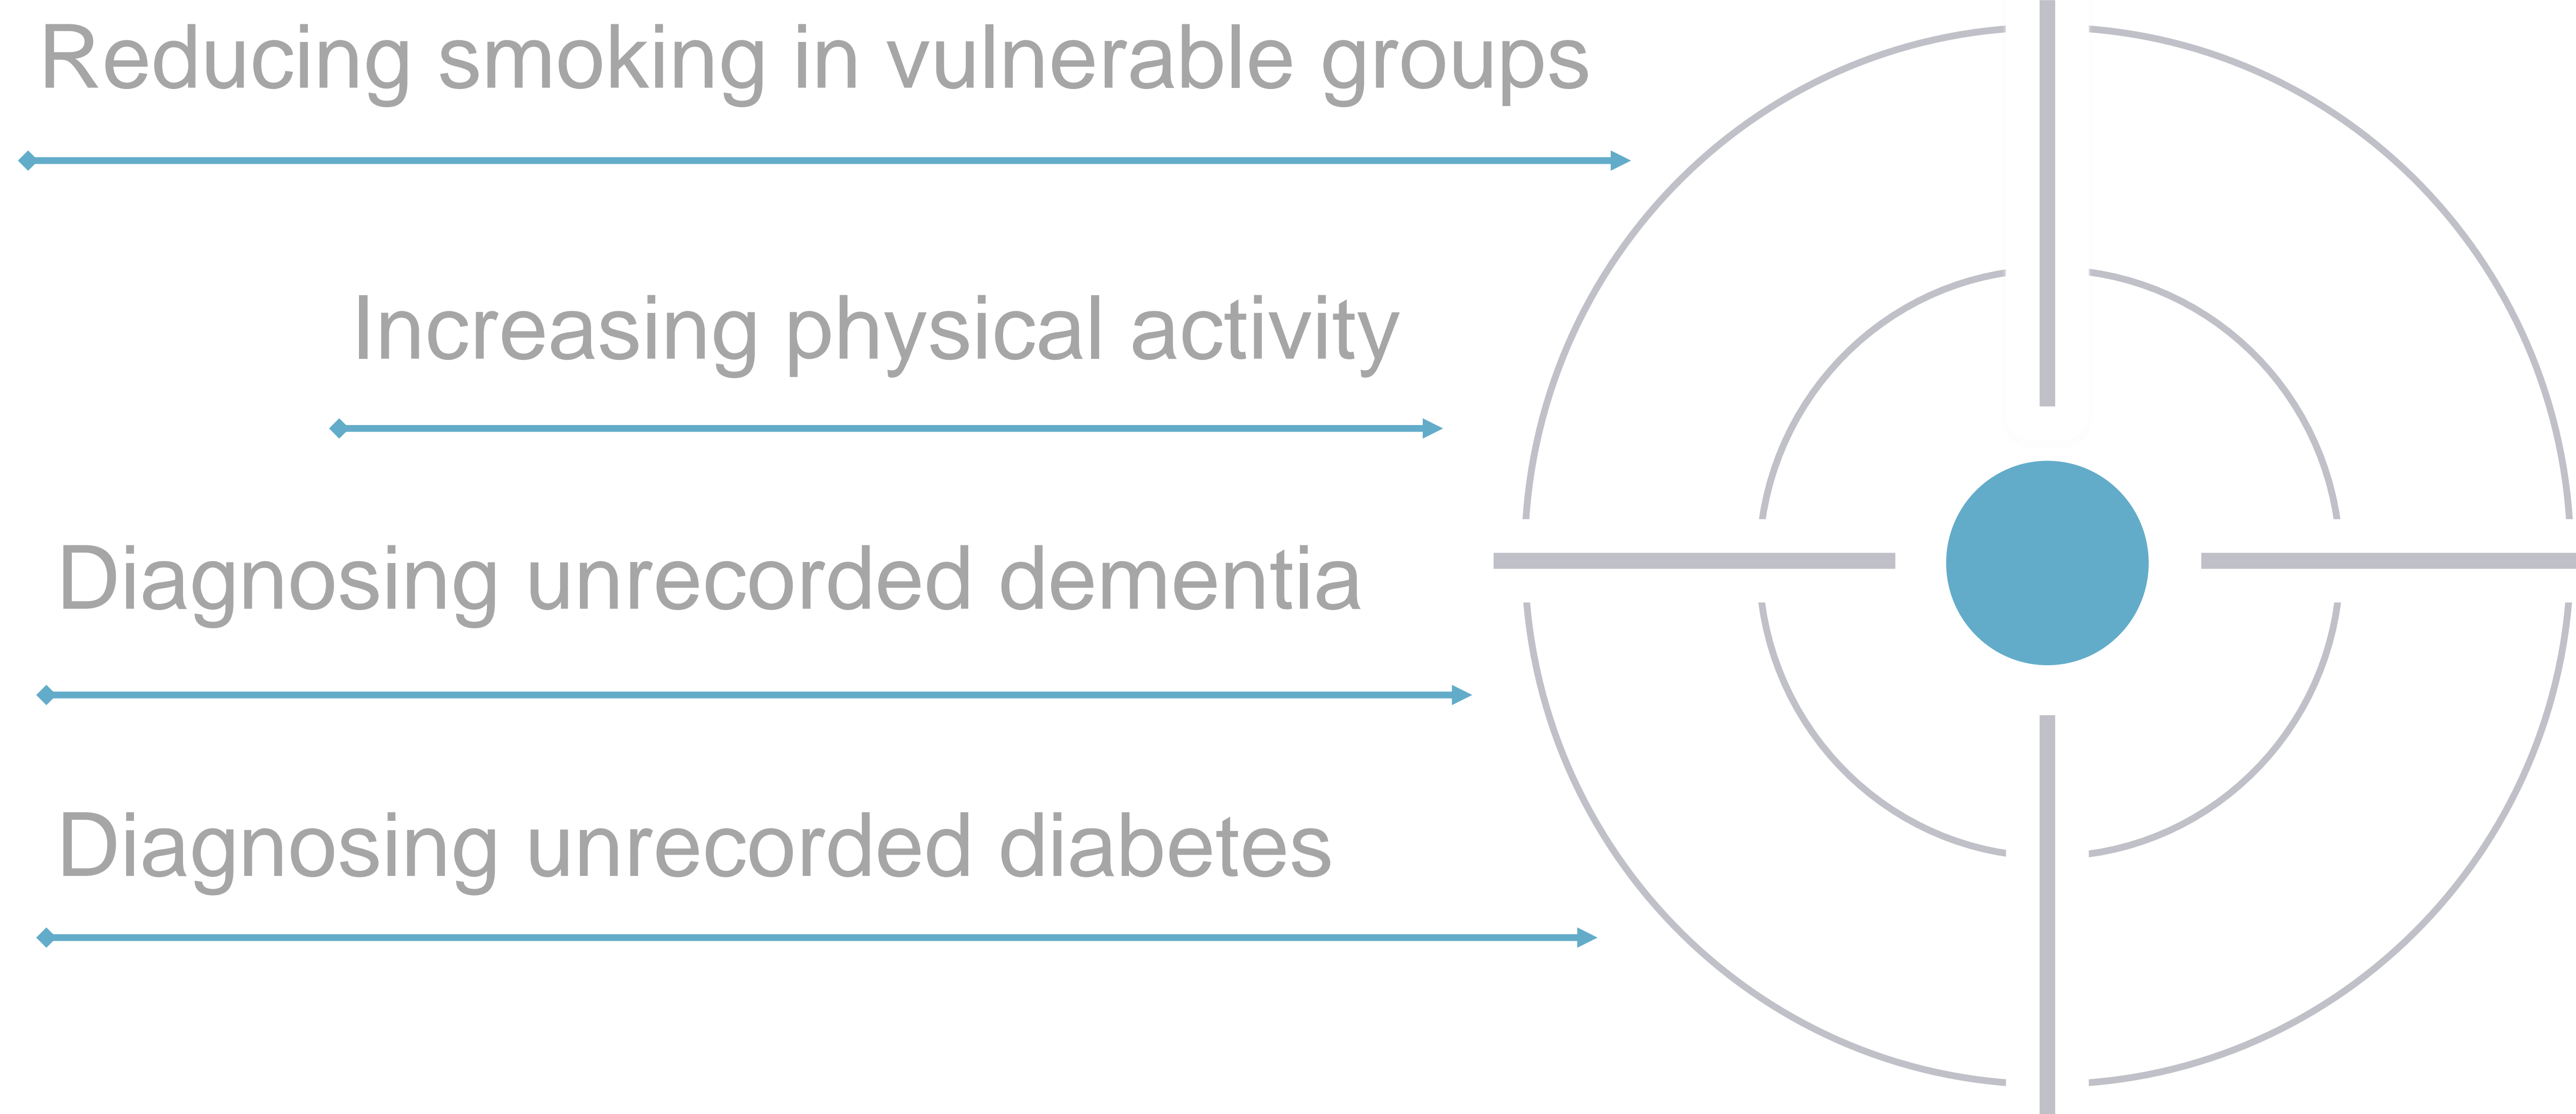 Reducing smoking in vulnerable groups
Increasing physical activity
Diagnosing unrecorded dementia
Diagnosing unrecorded diabetes